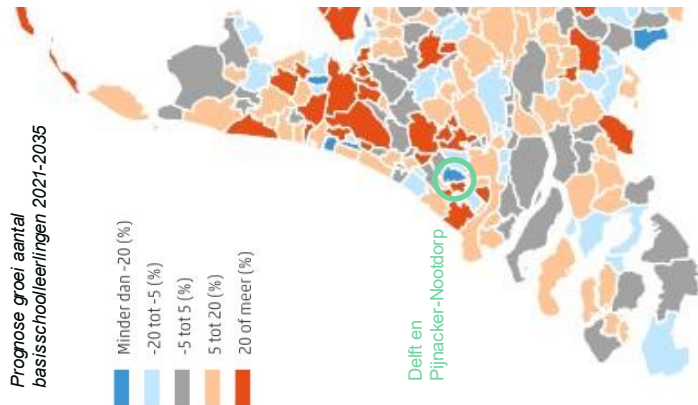 Prognose groei aantal
basisschoolleerlingen 2021-2035
Minder dan -20 (%)
-20 tot -5 (%)
-5 tot 5 (%)
5 tot 20 (%)
20 of meer (%)
Delft en
Pijnacker-Nootdorp